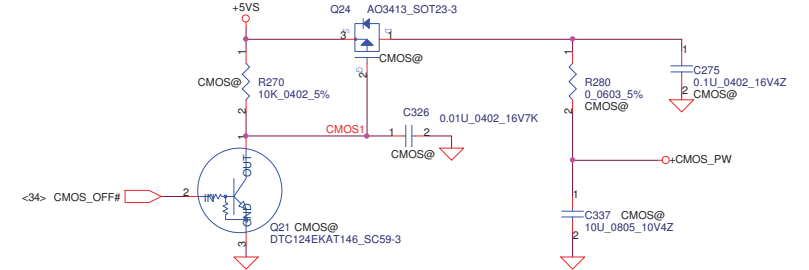 +5VS
Q24 AO3413_SOT23-3
3 S D 1
G
2
CMOS@
1
CMOS@
R270
10K_0402_5%
2
CMOS1
C326
0.01U_0402_16V7K
1 2
CMOS@
1
R280
0_0603_5%
CMOS@
2
1
C275
0.1U_0402_16V4Z
2 CMOS@
+CMOS_PW
<34> CMOS_OFF#
2
IN
1
OUT
GND
3
Q21 CMOS@
DTC124EKAT146_SC59-3
1
C337 CMOS@
10U_0805_10V4Z
2